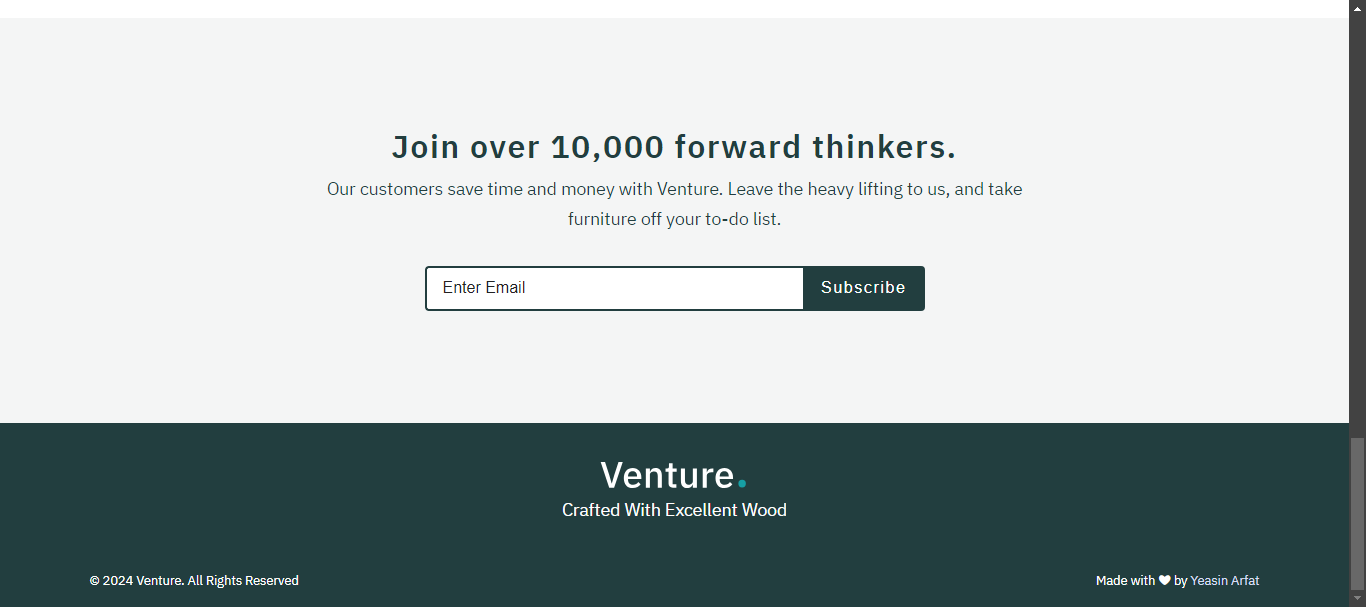 Join over 10,000 forward thinkers.
Our customers save time and money with Venture. Leave the heavy lifting to us, and take
furniture off your to-do list.
Enter Email
Subscribe
Venture.
Crafted With Excellent Wood
© 2024 Venture. All Rights Reserved
Made with ♥ by Yeasin Arfat